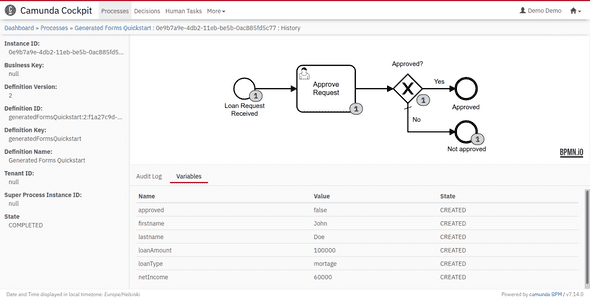 Camunda Cockpit Processes Decisions Human Tasks More Demo Demo
Dashboard » Processes » Generated Forms Quickstart : 0e9b7a9e-4db2-11eb-be5b-0ac885fd5c77 : History
Instance ID:
0e9b7a9e-4db2-11eb-be5b-0ac885fd5...
Business Key:
null
Definition Version:
2
Definition ID:
generatedFormsQuickstart:2:f1a27c9d-...
Definition Key:
generatedFormsQuickstart
Definition Name:
Generated Forms Quickstart
Tenant ID:
null
Super Process Instance ID:
null
State
COMPLETED
Loan Request
Received
1
Approve
Request
1
Approved?
1
Yes
Approved
No
1
Not approved
BPMN.iO
Audit Log Variables
Name Value State
approved false CREATED
firstname John CREATED
lastname Doe CREATED
loanAmount 100000 CREATED
loanType mortage CREATED
netIncome 60000 CREATED
Date and Time displayed in local timezone: Europe/Helsinki Powered by camunda BPM / v7.14.0